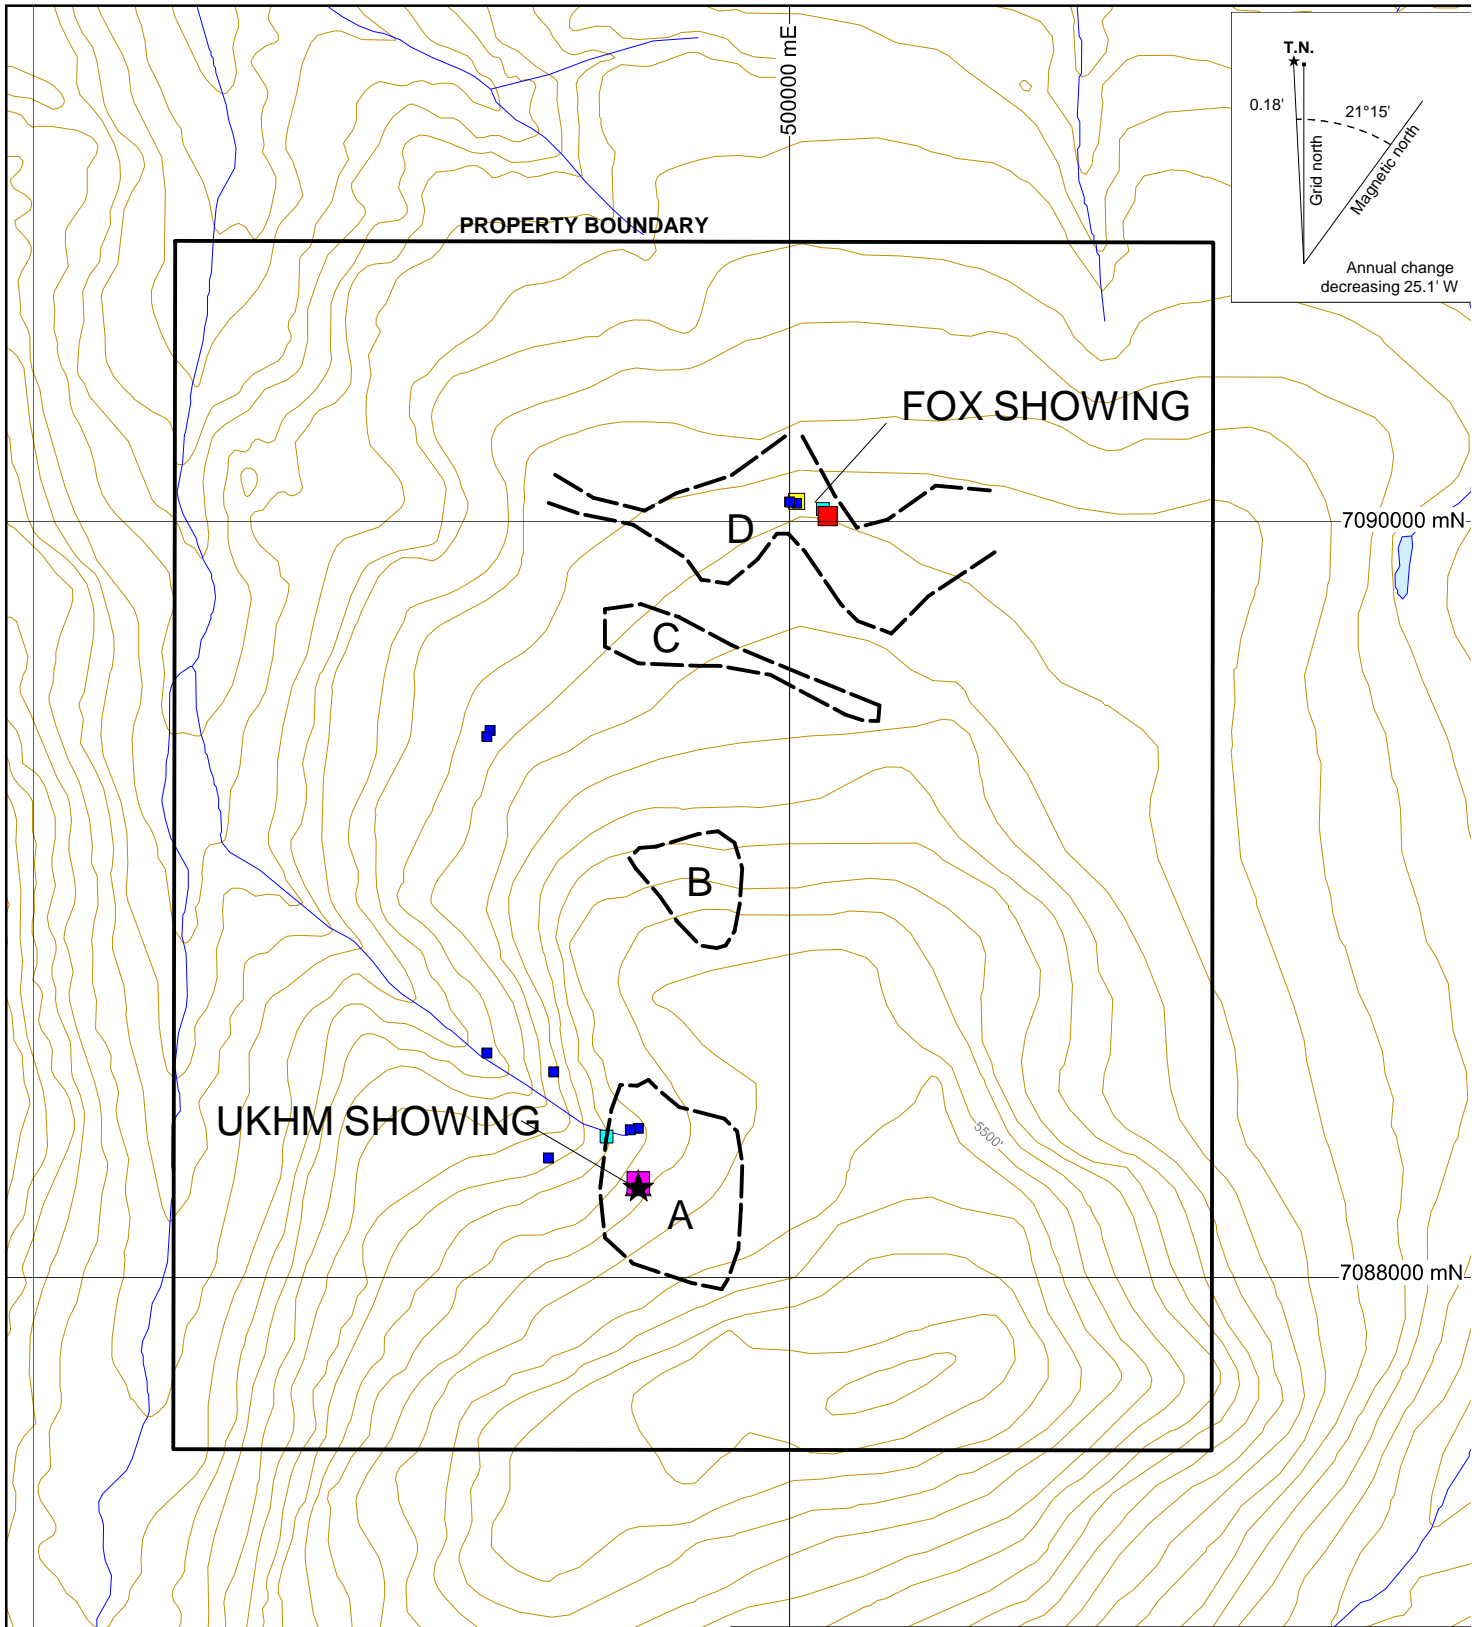 500000 mE
T.N.
0.18'
21°15'
Grid north
Magnetic north
Annual change
decreasing 25.1' W
PROPERTY BOUNDARY
FOX SHOWING
D
7090000 mN
C
B
UKHM SHOWING
5500'
A
7088000 mN